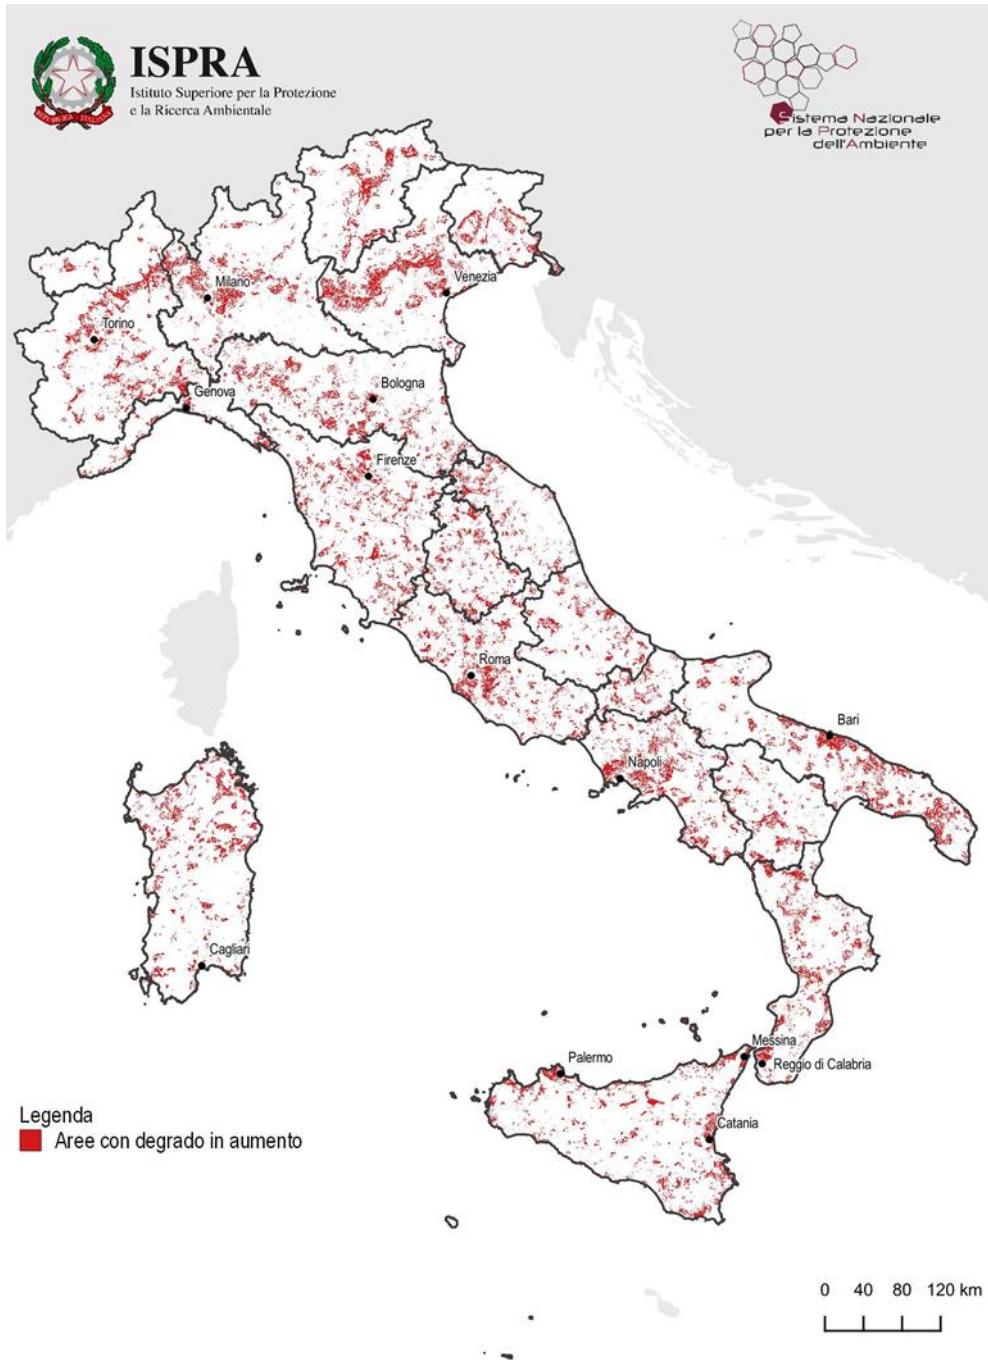 ISPRA
Istituto Superiore per la Protezione
e la Ricerca Ambientale
REPVBBLICA ITALIANA
Sistema Nazionale
per la Protezione
dell'Ambiente
Milano
Venezia
Torino
Genova
Bologna
Firenze
Roma
Bari
Napoli
Cagliari
Messina
Palermo
Reggio di Calabria
Catania
Legenda
Aree con degrado in aumento
0 40 80 120 km